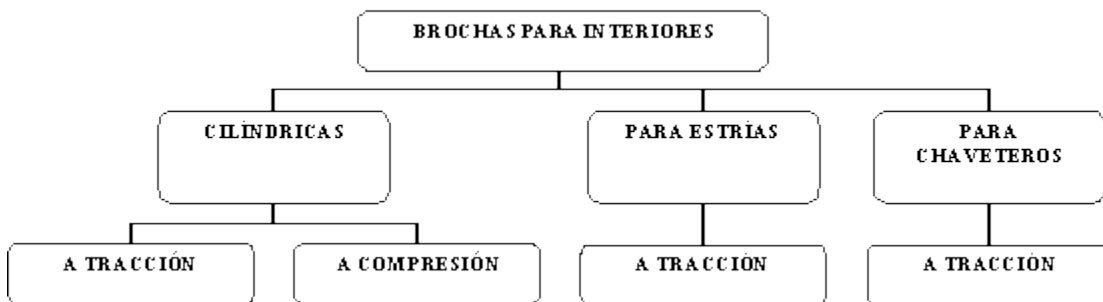 BROCHAS PARA INTERIORES
CILÍNDRICAS
PARA ESTRÍAS
PARA
CHAVETEROS
A TRACCIÓN
A COMPRESIÓN
A TRACCIÓN
A TRACCIÓN